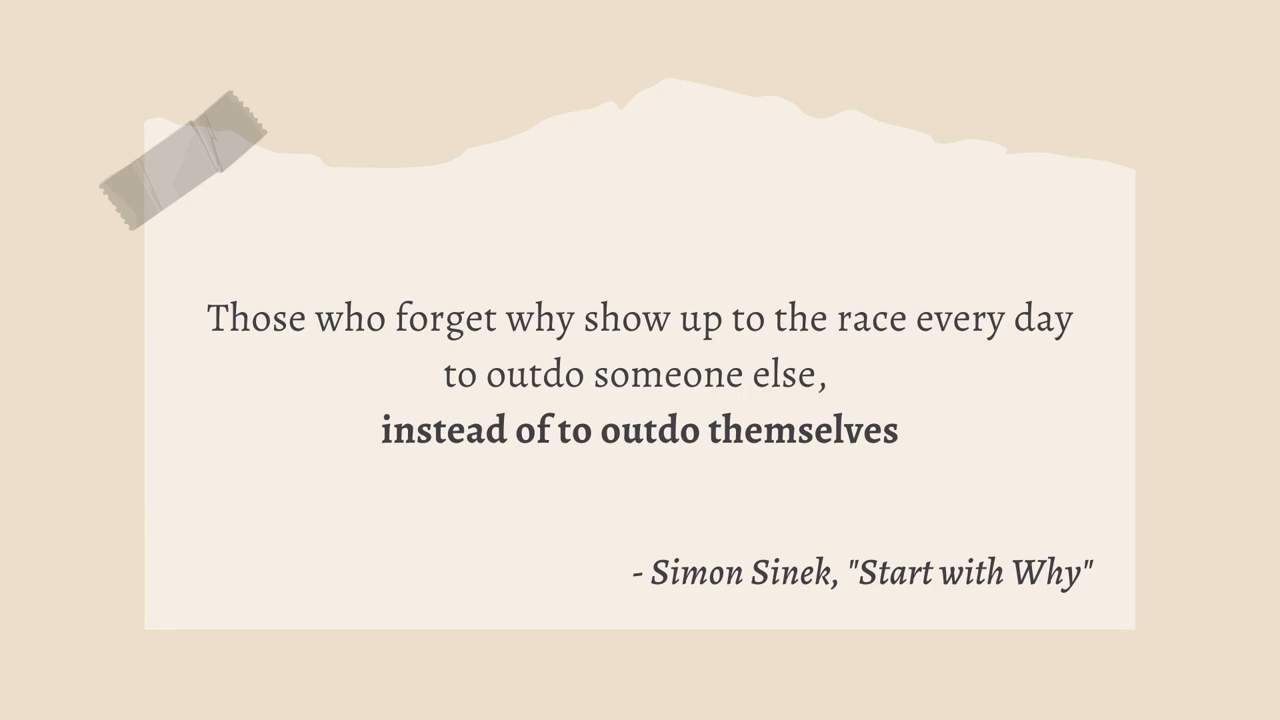 Those who forget why show up to the race every day
to outdo someone else,
instead of to outdo themselves
- Simon Sinek, "Start with Why"